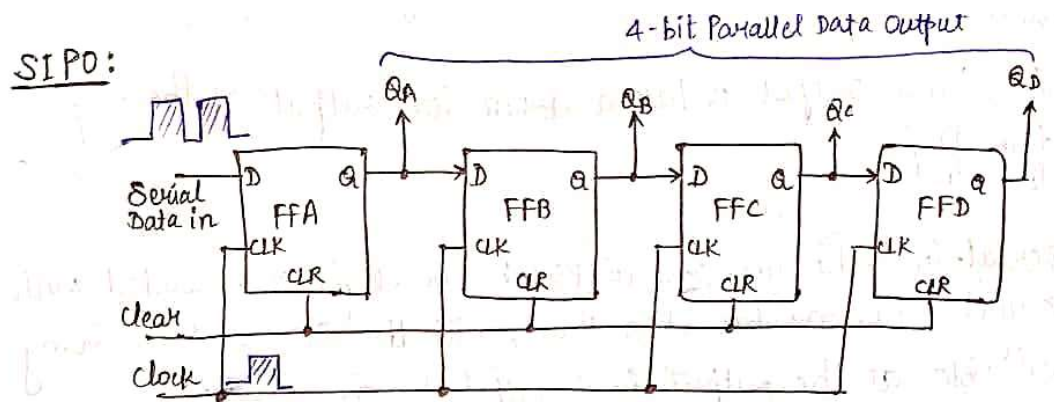 4-bit Parallel Data Output
SIPO:
QA QB QC QD
D Q D Q D Q D Q
Serial
Data in
FFA FFB FFC FFD
CLK CLK CLK CLK
CLR CLR CLR CLR
Clear
Clock